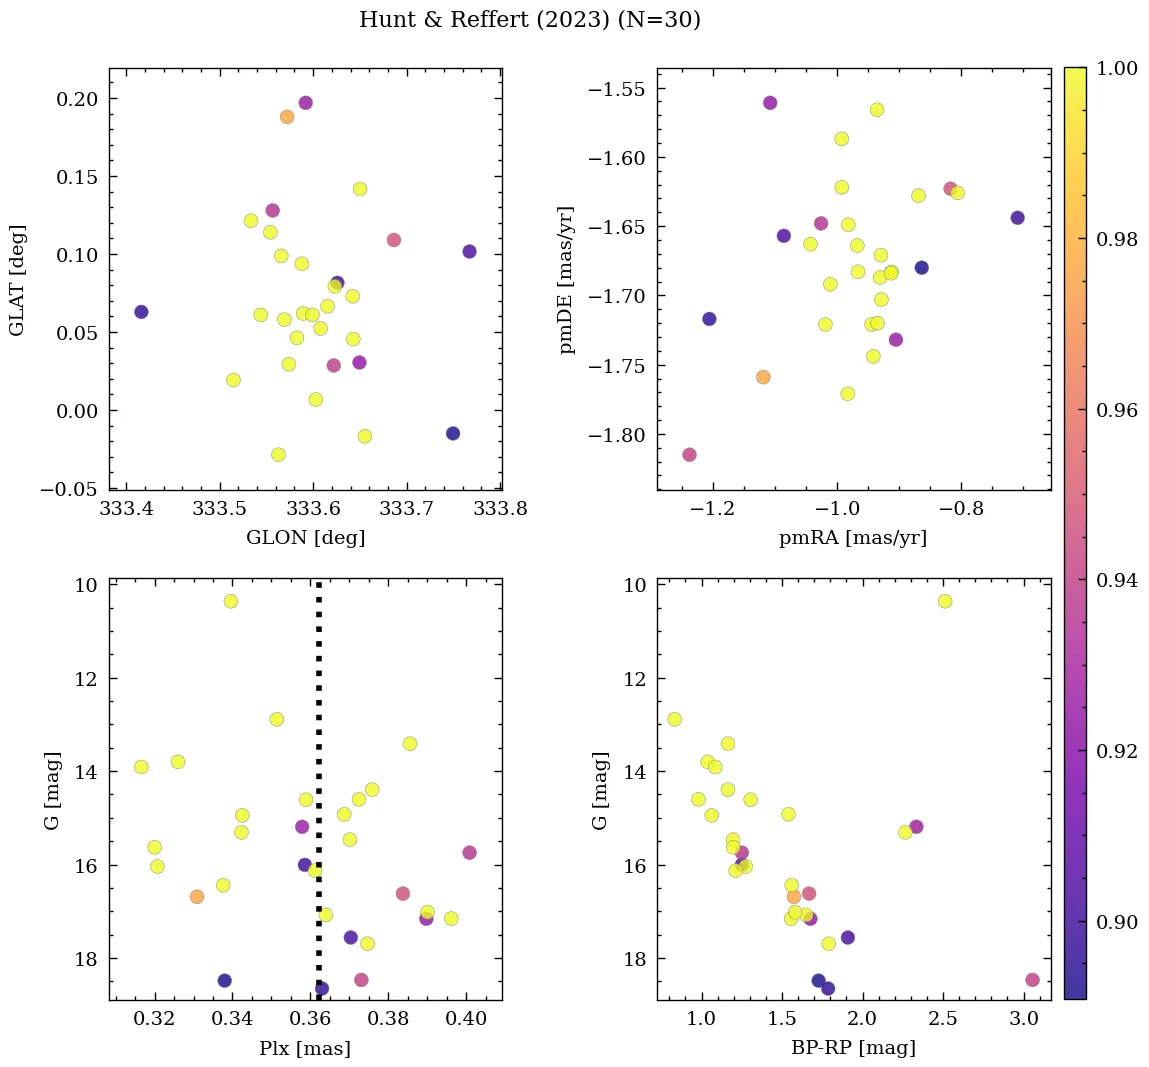 Hunt & Reffert (2023) (N=30)
0.20
0.15
0.10
0.05
0.00
−0.05
GLAT [deg]
333.4 333.5 333.6 333.7 333.8
GLON [deg]
−1.55
−1.60
−1.65
−1.70
−1.75
−1.80
pmDE [mas/yr]
−1.2 −1.0 −0.8
pmRA [mas/yr]
10
12
14
16
18
G [mag]
0.32 0.34 0.36 0.38 0.40
Plx [mas]
10
12
14
16
18
G [mag]
1.0 1.5 2.0 2.5 3.0
BP-RP [mag]
1.00
0.98
0.96
0.94
0.92
0.90